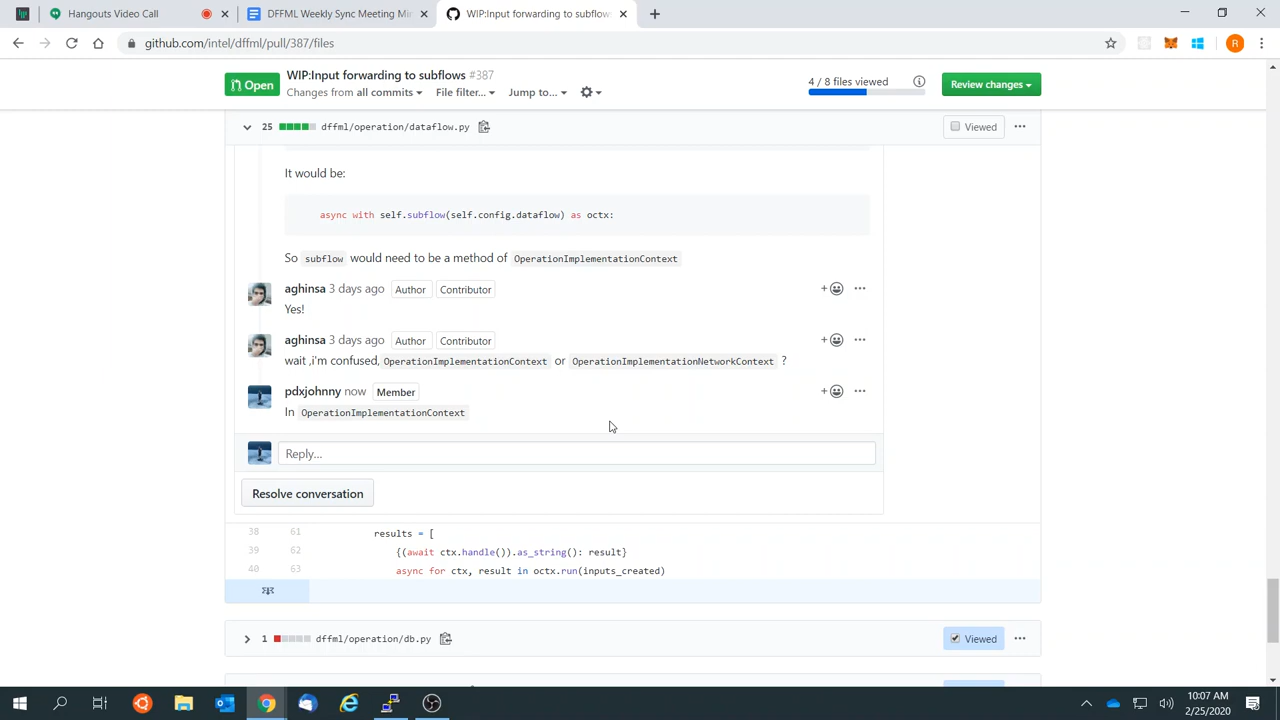 Hangouts Video Call
DFFML Weekly Sync Meeting Mi
WIP:Input forwarding to subflows
github.com/intel/dffml/pull/387/files
R
Open
WIP:Input forwarding to subflows #387
Changes from all commits
File filter...
Jump to...
4 / 8 files viewed
Review changes
25 dffml/operation/dataflow.py
Viewed
It would be:
async with self.subflow(self.config.dataflow) as octx:
So subflow would need to be a method of OperationImplementationContext
aghinsa 3 days ago Author Contributor
Yes!
aghinsa 3 days ago Author Contributor
wait ,i'm confused, OperationImplementationContext or OperationImplementationNetworkContext ?
pdxjohnny now Member
In OperationImplementationContext
Reply...
Resolve conversation
38 61 results = [
39 62 {(await ctx.handle()).as_string(): result}
40 63 async for ctx, result in octx.run(inputs_created)
1 dffml/operation/db.py
Viewed
10:07 AM
2/25/2020